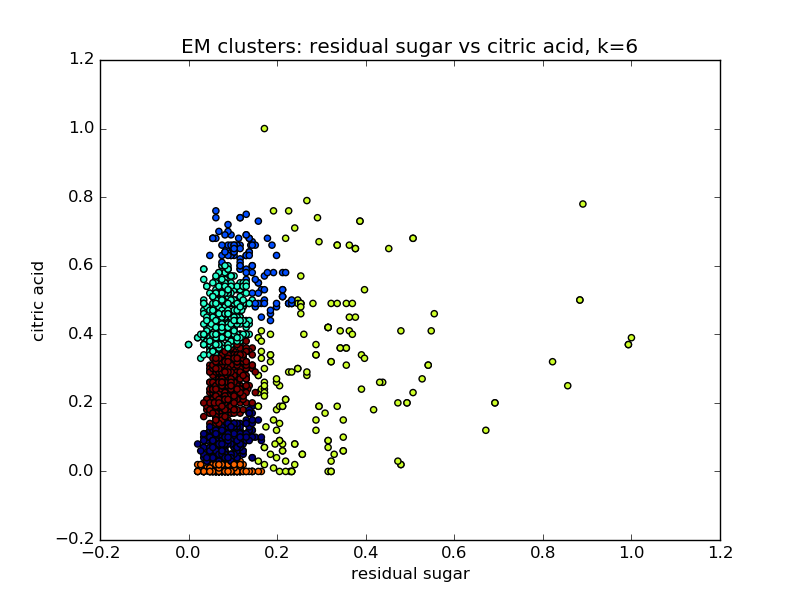 EM clusters: residual sugar vs citric acid, k=6
1.2
1.0
0.8
0.6
0.4
0.2
0.0
−0.2
citric acid
−0.2 0.0 0.2 0.4 0.6 0.8 1.0 1.2
residual sugar